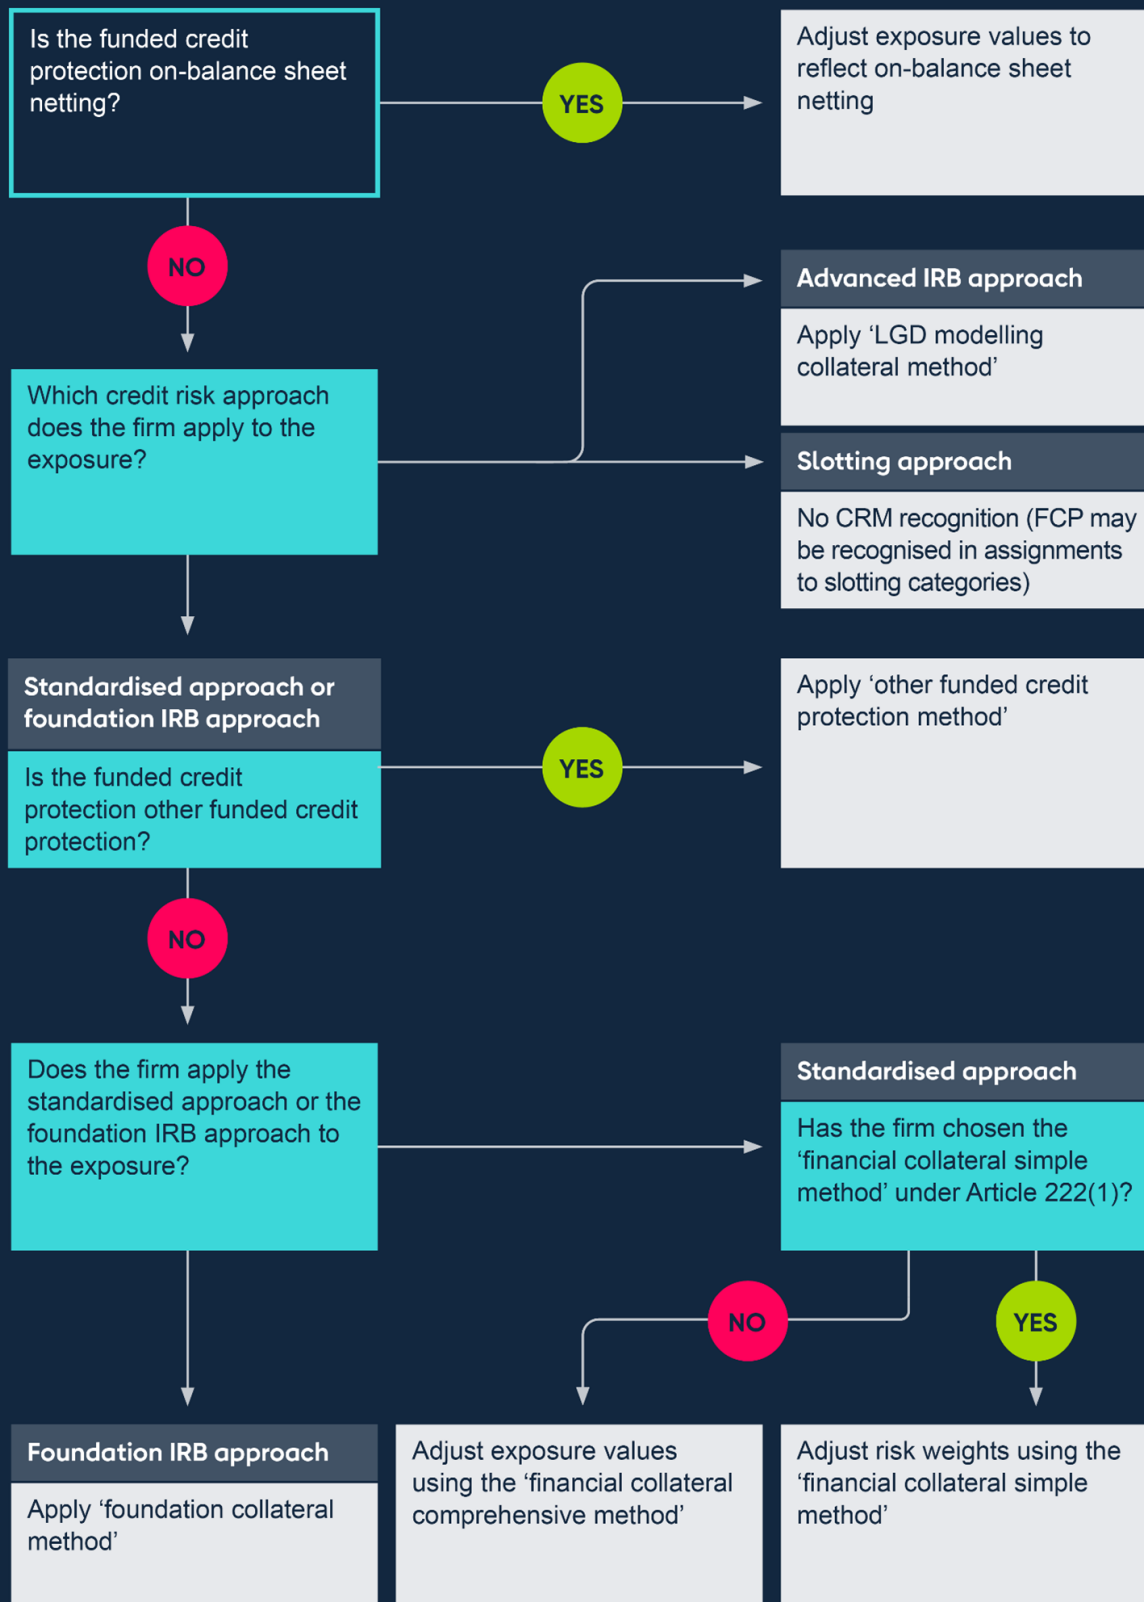 Is the funded credit
protection on-balance sheet
netting?
YES
Adjust exposure values to
reflect on-balance sheet
netting
NO
Advanced IRB approach
Apply ‘LGD modelling
collateral method’
Which credit risk approach
does the firm apply to the
exposure?
Slotting approach
No CRM recognition (FCP may
be recognised in assignments
to slotting categories)
Standardised approach or
foundation IRB approach
Is the funded credit
protection other funded credit
protection?
YES
Apply ‘other funded credit
protection method’
NO
Does the firm apply the
standardised approach or the
foundation IRB approach to
the exposure?
Standardised approach
Has the firm chosen the
‘financial collateral simple
method’ under Article 222(1)?
NO
YES
Foundation IRB approach
Apply ‘foundation collateral
method’
Adjust exposure values
using the ‘financial collateral
comprehensive method’
Adjust risk weights using the
‘financial collateral simple
method’